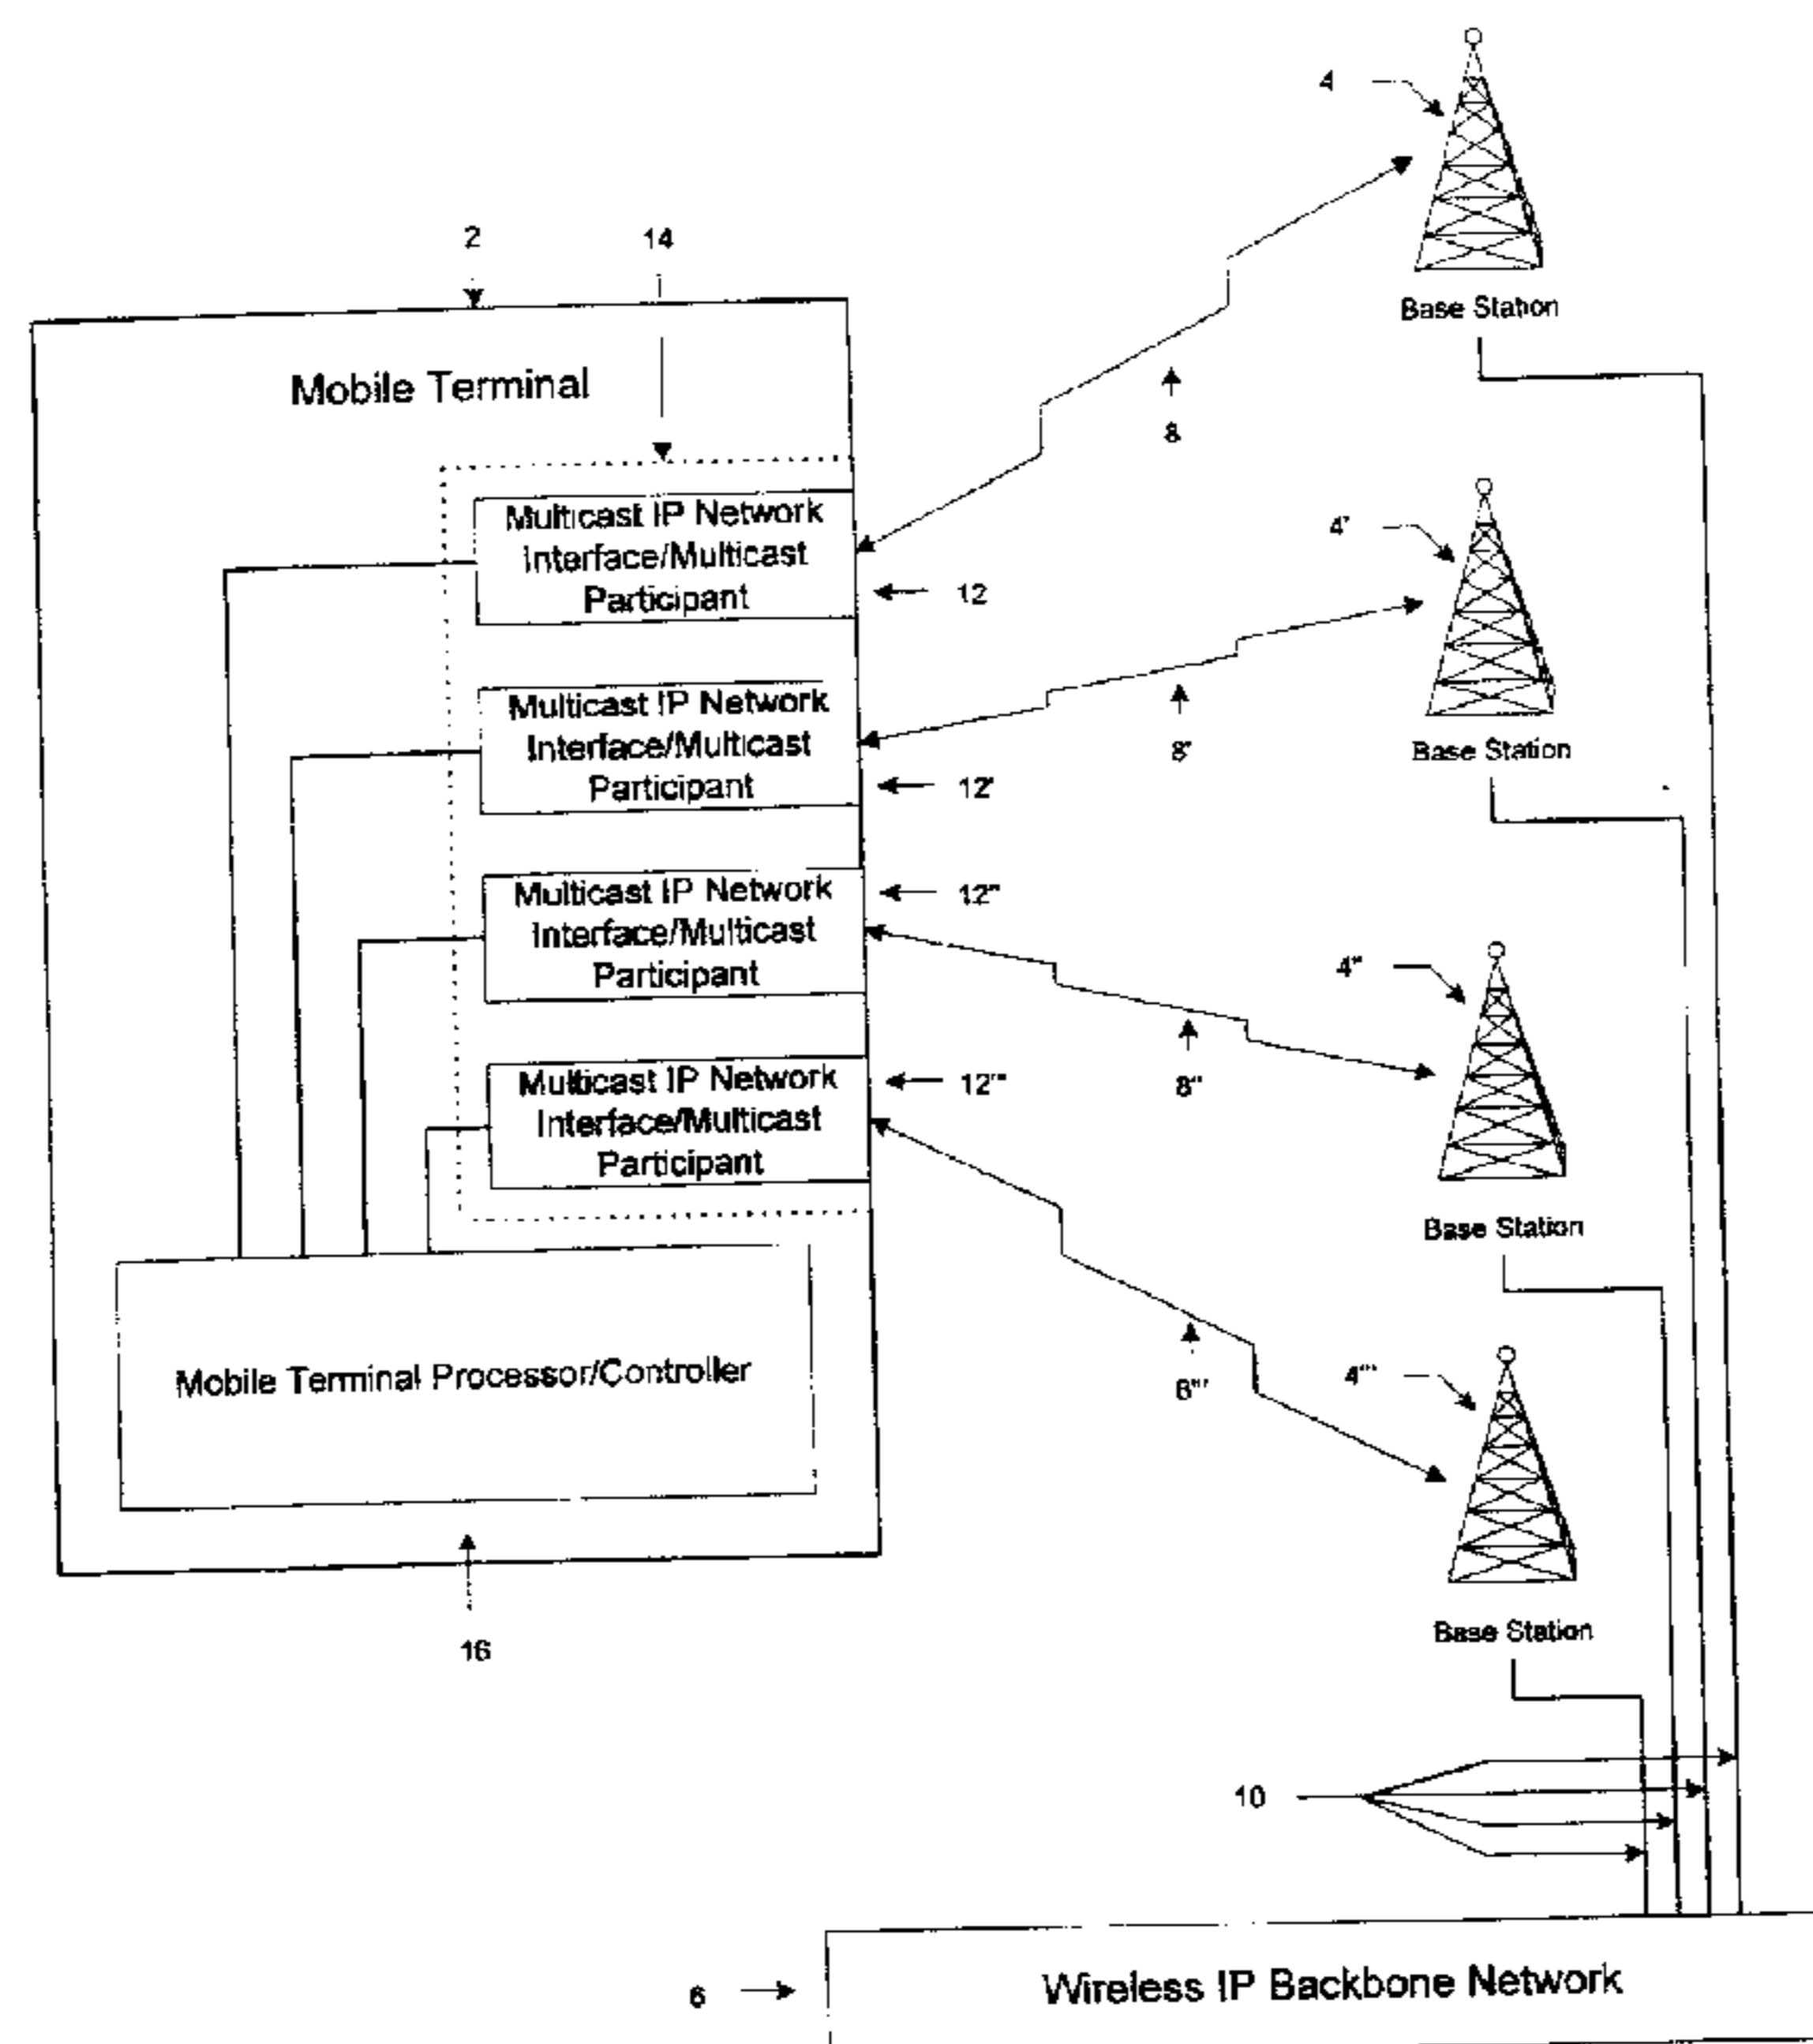 4
2
14
Base Station
Mobile Terminal
8
Multicast IP Network
Interface/Multicast
Participant
12
4'
8'
Base Station
Multicast IP Network
Interface/Multicast
Participant
12'
Multicast IP Network
Interface/Multicast
Participant
12"
4"
8"
Multicast IP Network
Interface/Multicast
Participant
12'"
Base Station
Mobile Terminal Processor/Controller
8'"
4'"
16
Base Station
10
6
Wireless IP Backbone Network